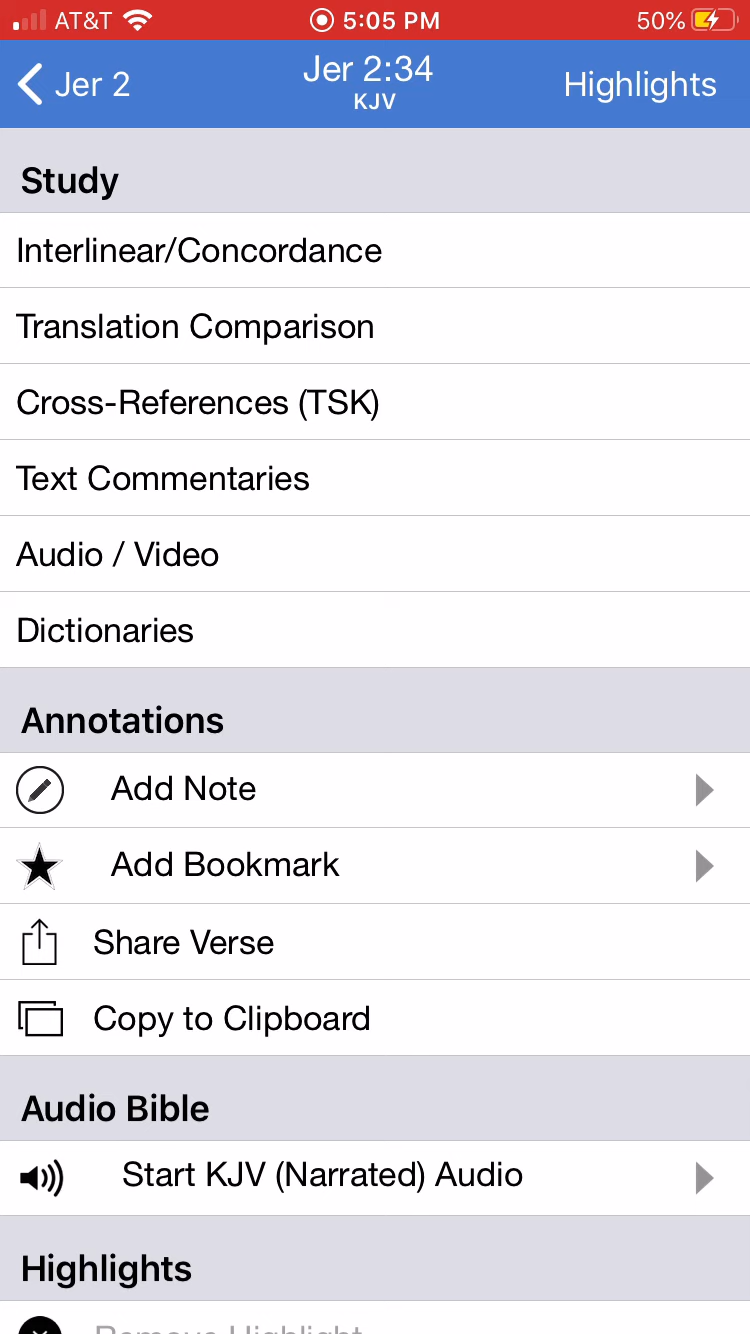 AT&T 5:05 PM 50%
Jer 2 Jer 2:34 Highlights
KJV
Study
Interlinear/Concordance
Translation Comparison
Cross-References (TSK)
Text Commentaries
Audio / Video
Dictionaries
Annotations
Add Note
Add Bookmark
Share Verse
Copy to Clipboard
Audio Bible
Start KJV (Narrated) Audio
Highlights
Remove Highlight